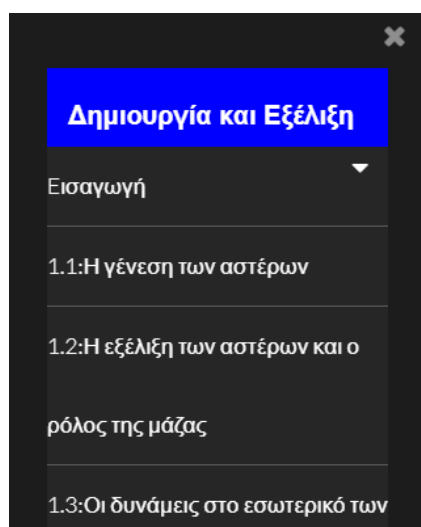 Δημιουργία και Εξέλιξη
Εισαγωγή
1.1:Η γένεση των αστέρων
1.2:Η εξέλιξη των αστέρων και ο
ρόλος της μάζας
1.3:Οι δυνάμεις στο εσωτερικό των